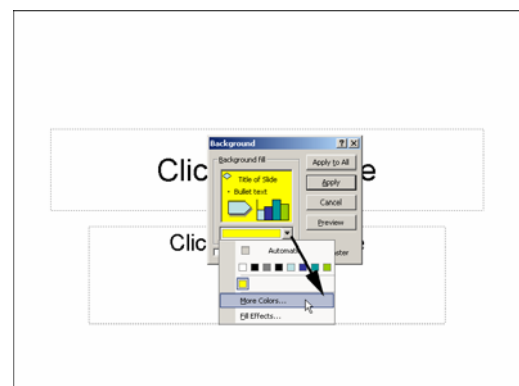 Background
Background fill
Apply to All
Title of Slide
Apply
Bullet text
Cancel
Preview
Clic e
Clic
Automatic
More Colors...
Fill Effects...